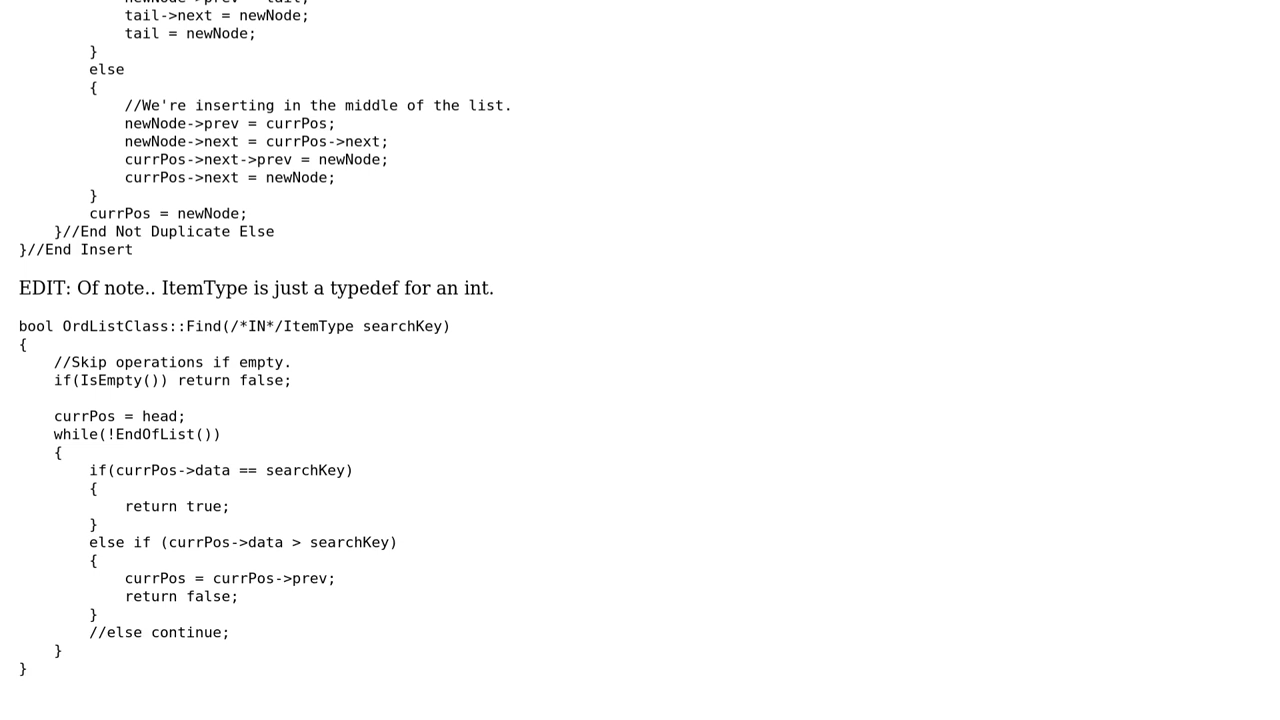 tail->next = newNode;
tail = newNode;
}
else
{
//We're inserting in the middle of the list.
newNode->prev = currPos;
newNode->next = currPos->next;
currPos->next->prev = newNode;
currPos->next = newNode;
}
currPos = newNode;
}//End Not Duplicate Else
}//End Insert
EDIT: Of note.. ItemType is just a typedef for an int.
bool OrdListClass::Find(/*IN*/ItemType searchKey)
{
//Skip operations if empty.
if(IsEmpty()) return false;
currPos = head;
while(!EndOfList())
{
if(currPos->data == searchKey)
{
return true;
}
else if (currPos->data > searchKey)
{
currPos = currPos->prev;
return false;
}
//else continue;
}
}